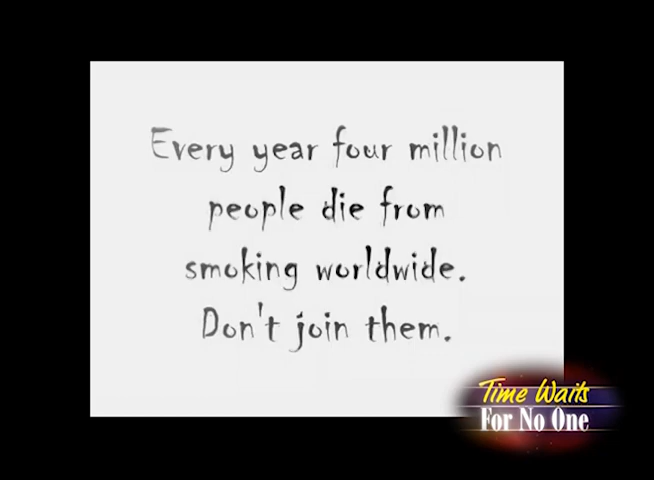 Every year four million
people die from
smoking worldwide.
Don't join them.
Time Waits
For No One